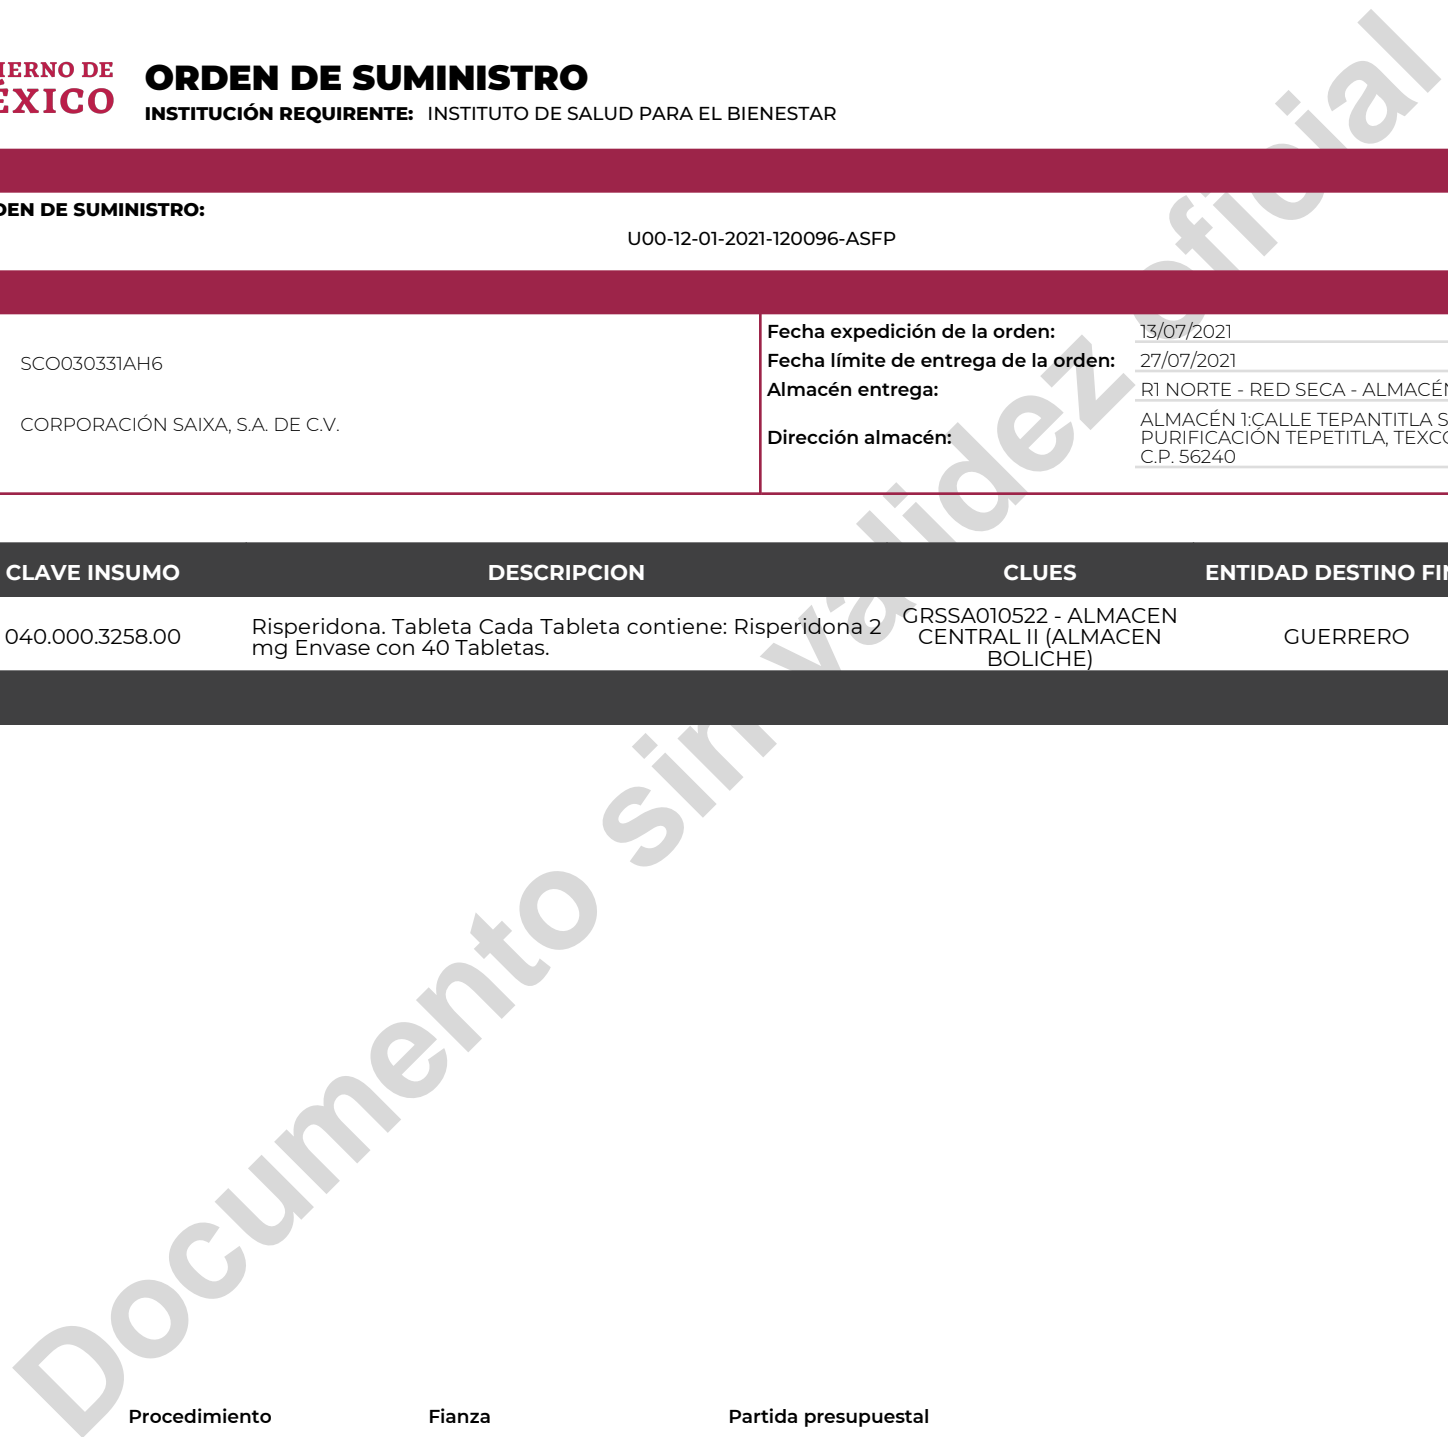 IERNO DE
ÉXICO
ORDEN DE SUMINISTRO
INSTITUCIÓN REQUIRENTE: INSTITUTO DE SALUD PARA EL BIENESTAR
DEN DE SUMINISTRO:
U00-12-01-2021-120096-ASFP
SCO030331AH6
CORPORACIÓN SAIXA, S.A. DE C.V.
Fecha expedición de la orden: 13/07/2021
Fecha límite de entrega de la orden: 27/07/2021
Almacén entrega: R1 NORTE - RED SECA - ALMACÉN
Dirección almacén: ALMACÉN 1:CALLE TEPANTITLA S
PURIFICACIÓN TEPETITLA, TEXCO
C.P. 56240
CLAVE INSUMO DESCRIPCION CLUES ENTIDAD DESTINO FIN
040.000.3258.00
Risperidona. Tableta Cada Tableta contiene: Risperidona 2
mg Envase con 40 Tabletas.
GRSSA010522 - ALMACEN
CENTRAL II (ALMACEN
BOLICHE)
GUERRERO
Documento sin validez oficial
Procedimiento Fianza Partida presupuestal